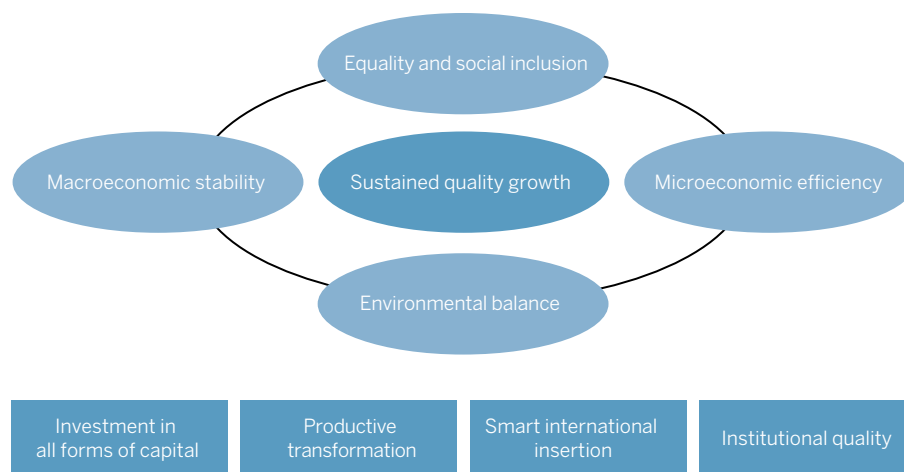 Equality and social inclusion
Macroeconomic stability
Sustained quality growth
Microeconomic efficiency
Environmental balance
Investment in
all forms of capital
Productive
transformation
Smart international
insertion
Institutional quality